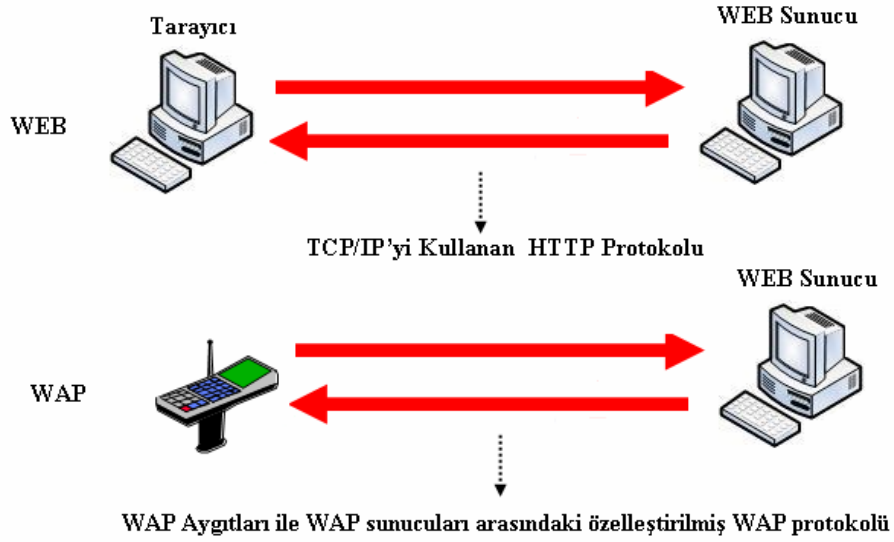 Tarayıcı
WEB Sunucu
WEB
TCP/IP'yi Kullanan HTTP Protokolu
WEB Sunucu
WAP
WAP Aygıtları ile WAP sunucuları arasındaki özelleştirilmiş WAP protokolü